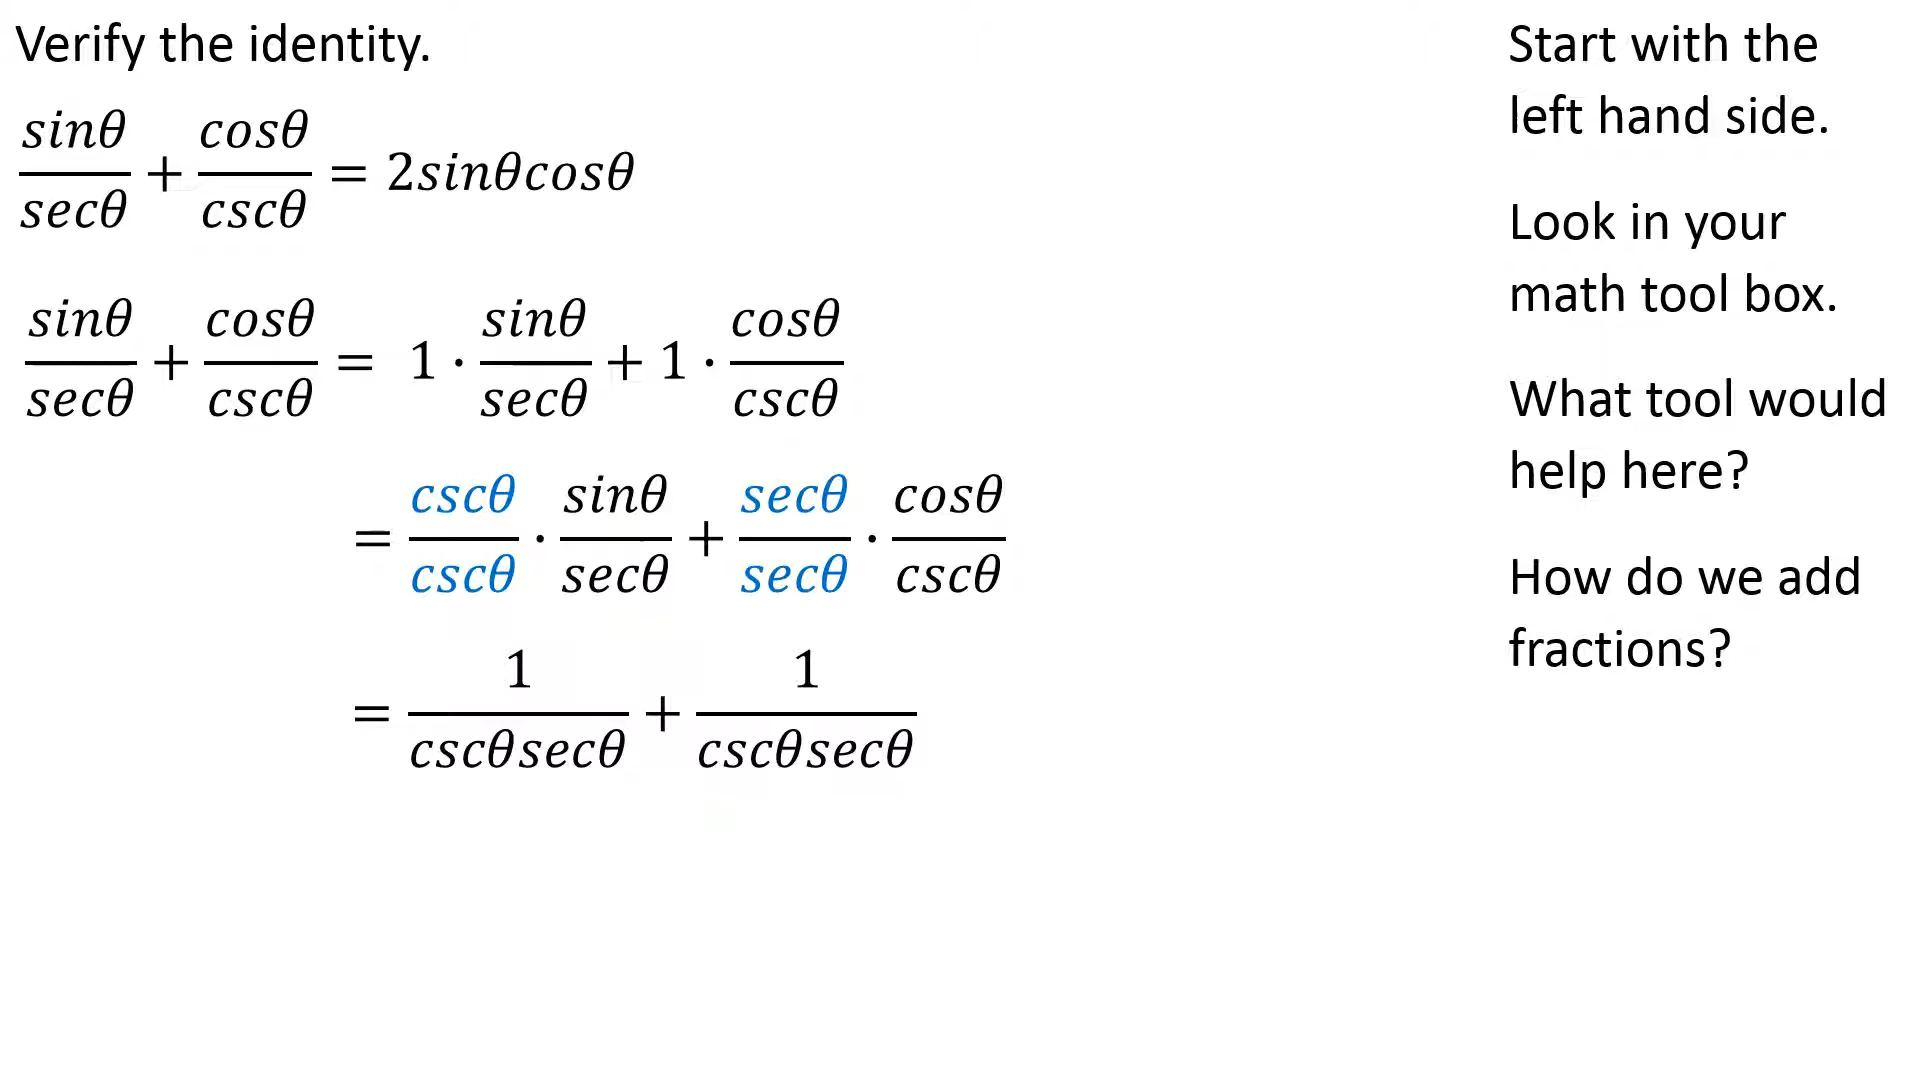 Verify the identity.
sinθ/secθ + cosθ/cscθ = 2sinθcosθ
sinθ/secθ + cosθ/cscθ = 1 · sinθ/secθ + 1 · cosθ/cscθ
= cscθ/cscθ · sinθ/secθ + secθ/secθ · cosθ/cscθ
= 1/cscθsecθ + 1/cscθsecθ
Start with the
left hand side.
Look in your
math tool box.
What tool would
help here?
How do we add
fractions?